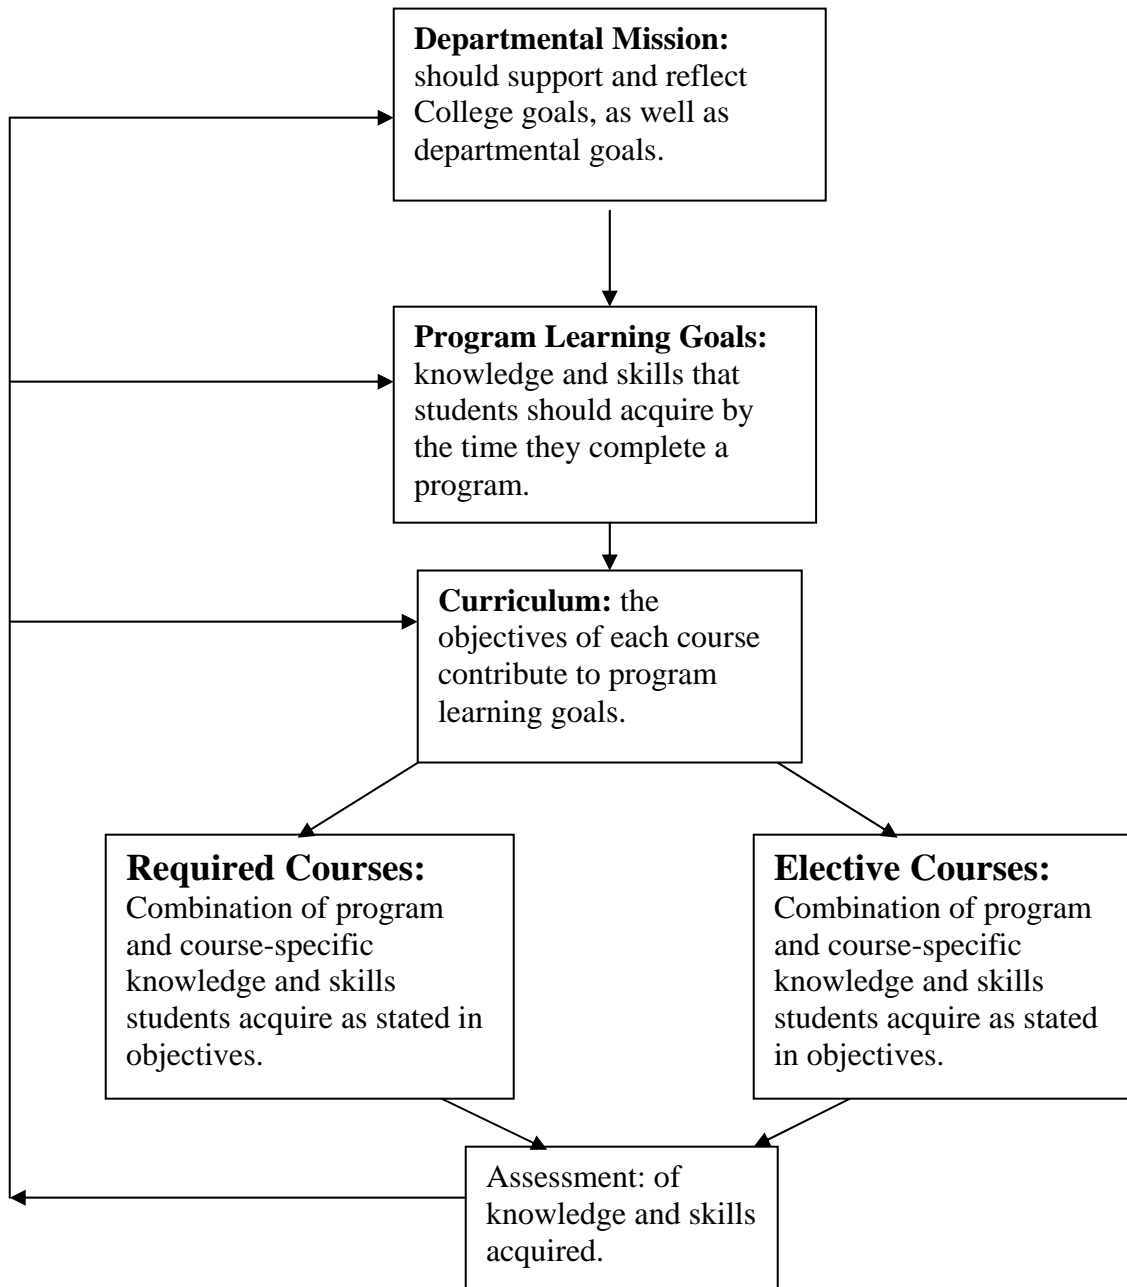 Departmental Mission:
should support and reflect
College goals, as well as
departmental goals.
Program Learning Goals:
knowledge and skills that
students should acquire by
the time they complete a
program.
Curriculum: the
objectives of each course
contribute to program
learning goals.
Required Courses:
Combination of program
and course-specific
knowledge and skills
students acquire as stated in
objectives.
Elective Courses:
Combination of program
and course-specific
knowledge and skills
students acquire as stated
in objectives.
Assessment: of
knowledge and skills
acquired.